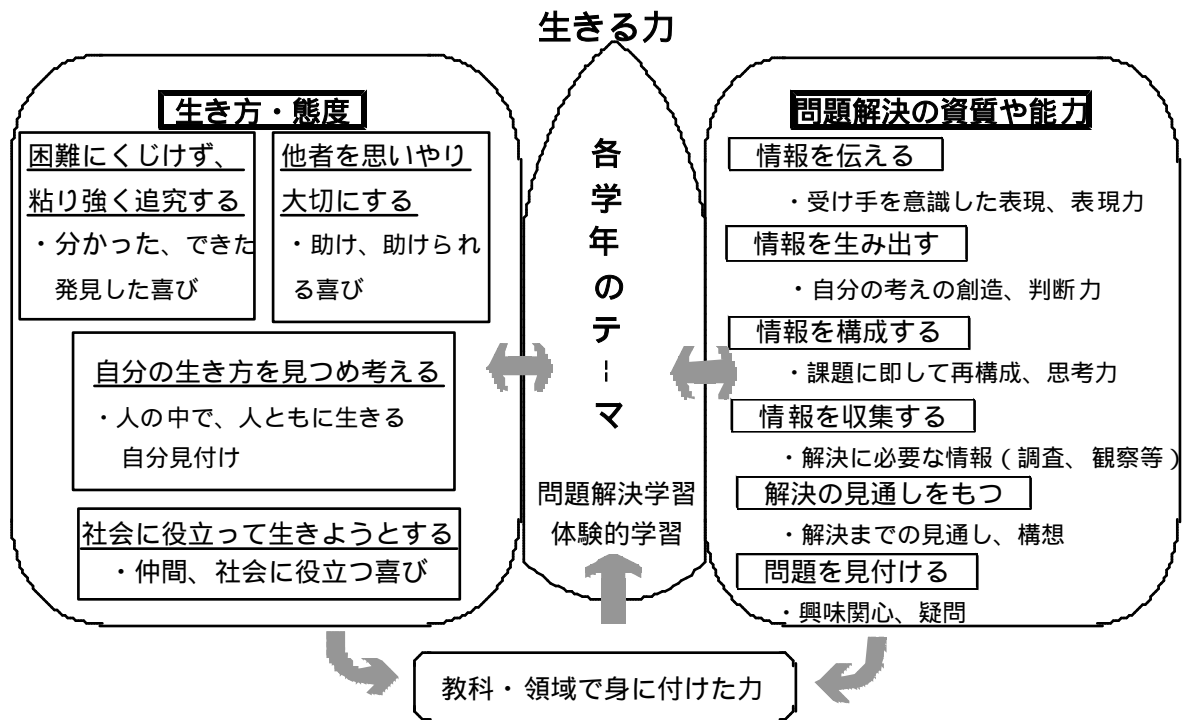 生きる力
生き方・態度
困難にくじけず、
粘り強く追究する
・分かった、できた
発見した喜び
他者を思いやり
大切にする
・助け、助けられ
る喜び
自分の生き方を見つめ考える
・人の中で、人ともに生きる
自分見付け
社会に役立って生きようとする
・仲間、社会に役立つ喜び
各学年のテーマ
問題解決学習
体験的学習
問題解決の資質や能力
情報を伝える
・受け手を意識した表現、表現力
情報を生み出す
・自分の考えの創造、判断力
情報を構成する
・課題に即して再構成、思考力
情報を収集する
・解決に必要な情報（調査、観察等）
解決の見通しをもつ
・解決までの見通し、構想
問題を見付ける
・興味関心、疑問
教科・領域で身に付けた力